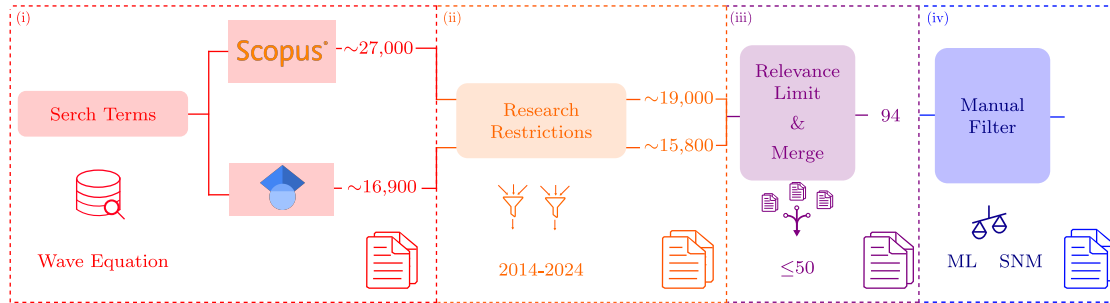 (i)
Serch Terms
Scopus
~27,000
~16,900
Wave Equation
(ii)
Research
Restrictions
~19,000
~15,800
2014-2024
(iii)
Relevance
Limit
&
Merge
94
≤50
(iv)
Manual
Filter
ML SNM